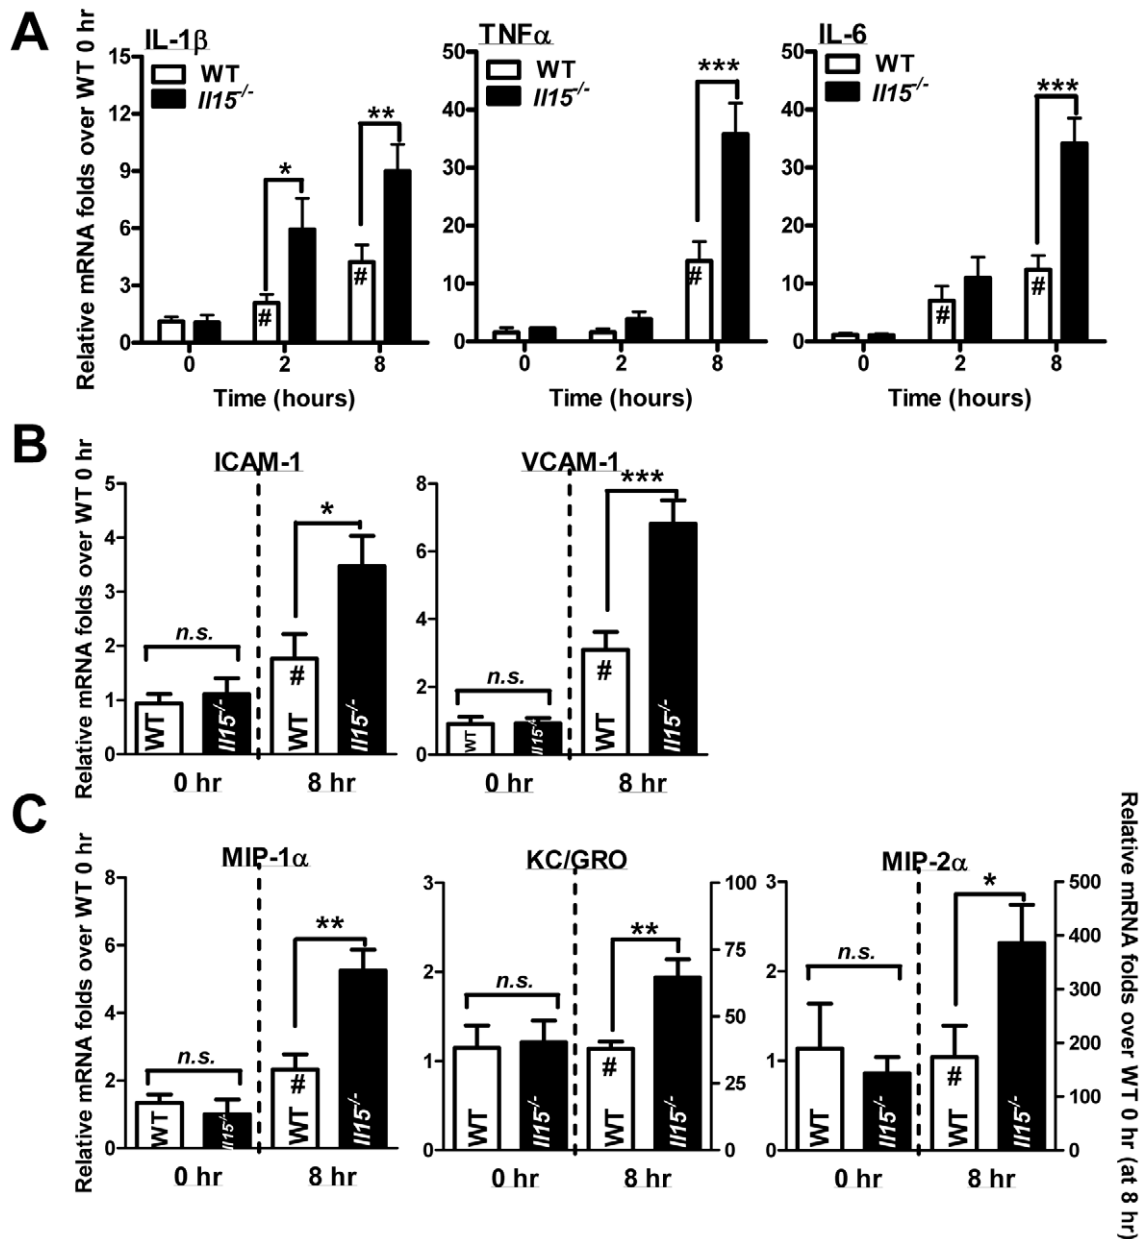 A
Relative mRNA folds over WT 0 hr
IL-1β
WT
Il15-/-
15
12
9
6
3
0
*
**
#
#
0 2 8
Time (hours)
TNFα
WT
Il15-/-
50
40
30
20
10
0
***
#
0 2 8
Time (hours)
IL-6
WT
Il15-/-
50
40
30
20
10
0
***
#
#
0 2 8
Time (hours)
B
Relative mRNA folds over WT 0 hr
ICAM-1
5
4
3
2
1
0
n.s.
*
#
WT Il15-/- WT Il15-/-
0 hr 8 hr
VCAM-1
8
6
4
2
0
n.s.
***
#
WT Il15-/- WT Il15-/-
0 hr 8 hr
C
Relative mRNA folds over WT 0 hr
MIP-1α
8
6
4
2
0
n.s.
**
#
WT Il15-/- WT Il15-/-
0 hr 8 hr
KC/GRO
3
2
1
0
n.s.
**
#
WT Il15-/- WT Il15-/-
100
75
50
25
0
0 hr 8 hr
MIP-2α
3
2
1
0
n.s.
*
#
WT Il15-/- WT Il15-/-
500
400
300
200
100
0
0 hr 8 hr
Relative mRNA folds over WT 0 hr (at 8 hr)